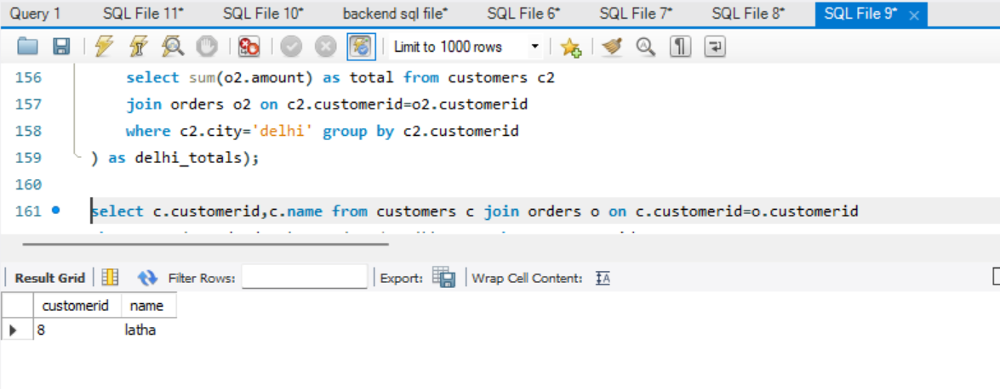 Query 1 SQL File 11* SQL File 10* backend sql file* SQL File 6* SQL File 7* SQL File 8* SQL File 9* ×
Limit to 1000 rows
156 select sum(o2.amount) as total from customers c2
157 join orders o2 on c2.customerid=o2.customerid
158 where c2.city='delhi' group by c2.customerid
159 ) as delhi_totals);
160
161 select c.customerid,c.name from customers c join orders o on c.customerid=o.customerid
Result Grid Filter Rows: Export: Wrap Cell Content:
customerid name
8 latha